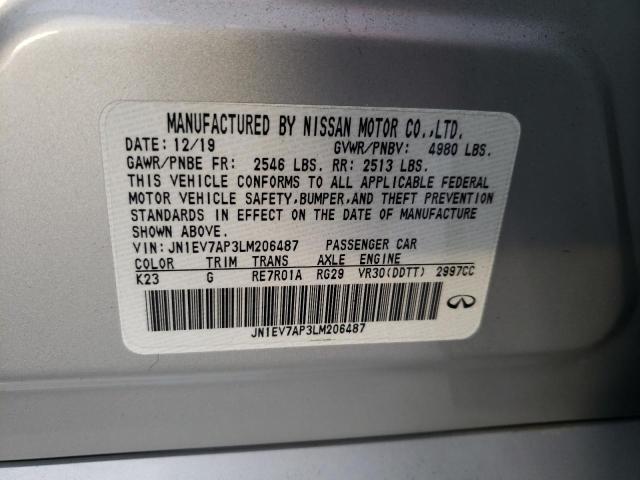 MANUFACTURED BY NISSAN MOTOR CO.,LTD.
DATE: 12/19 GVWR/PNBV: 4980 LBS.
GAWR/PNBE FR: 2546 LBS. RR: 2513 LBS.
THIS VEHICLE CONFORMS TO ALL APPLICABLE FEDERAL
MOTOR VEHICLE SAFETY,BUMPER,AND THEFT PREVENTION
STANDARDS IN EFFECT ON THE DATE OF MANUFACTURE
SHOWN ABOVE.
VIN: JN1EV7AP3LM206487 PASSENGER CAR
COLOR TRIM TRANS AXLE ENGINE
K23 G RE7R01A RG29 VR30(DDTT) 2997CC
JN1EV7AP3LM206487